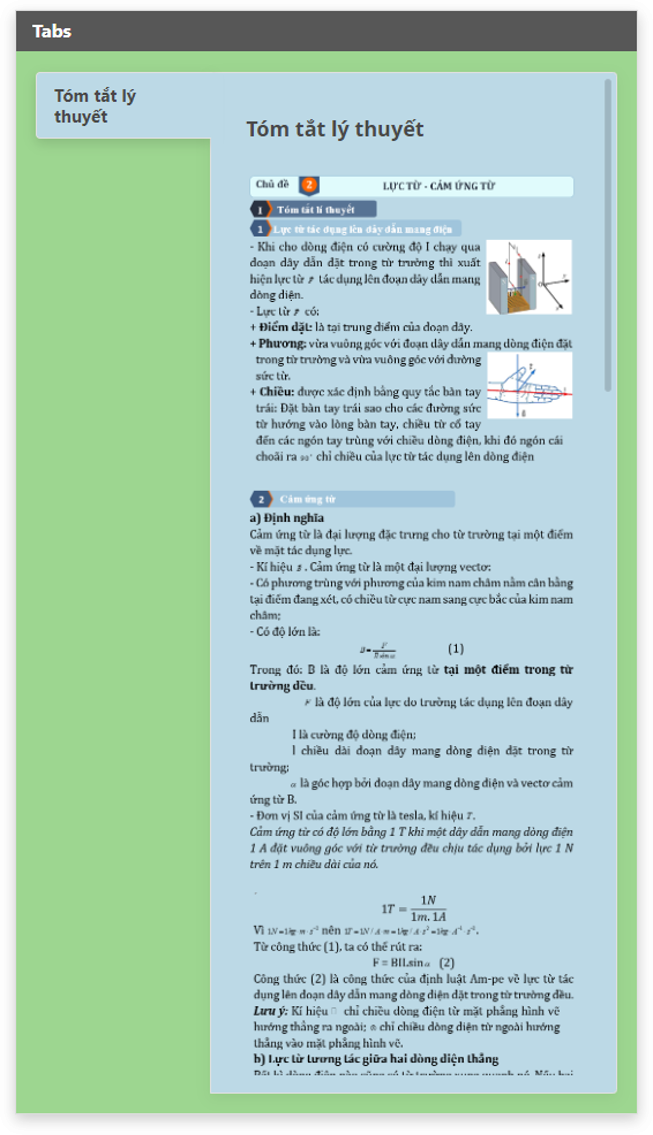 Tabs
Tóm tắt lý
thuyết
Tóm tắt lý thuyết
Chủ đề 2 LỰC TỪ - CẢM ỨNG TỪ
I Tóm tắt lí thuyết
1 Lực từ tác dụng lên dây dẫn mang điện
- Khi cho dòng điện có cường độ I chạy qua
đoạn dây dẫn đặt trong từ trường thì xuất
hiện lực từ F tác dụng lên đoạn dây dẫn mang
dòng điện.
- Lực từ F có:
+ Điểm đặt: là tại trung điểm của đoạn dây.
+ Phương: vừa vuông góc với đoạn dây dẫn mang dòng điện đặt
trong từ trường và vừa vuông góc với đường
sức từ.
+ Chiều: được xác định bằng quy tắc bàn tay
trái: Đặt bàn tay trái sao cho các đường sức
từ hướng vào lòng bàn tay, chiều từ cổ tay
đến các ngón tay trùng với chiều dòng điện, khi đó ngón cái
choãi ra 90° chỉ chiều của lực từ tác dụng lên dòng điện
2 Cảm ứng từ
a) Định nghĩa
Cảm ứng từ là đại lượng đặc trưng cho từ trường tại một điểm
về mặt tác dụng lực.
- Kí hiệu B . Cảm ứng từ là một đại lượng vectơ:
- Có phương trùng với phương của kim nam châm nằm cân bằng
tại điểm đang xét, có chiều từ cực nam sang cực bắc của kim nam
châm;
- Có độ lớn là:
B = F / Il.sin α (1)
Trong đó: B là độ lớn cảm ứng từ tại một điểm trong từ
trường đều.
F là độ lớn của lực do trường tác dụng lên đoạn dây
dẫn
I là cường độ dòng điện;
l chiều dài đoạn dây mang dòng điện đặt trong từ
trường;
α là góc hợp bởi đoạn dây mang dòng điện và vectơ cảm
ứng từ B.
- Đơn vị SI của cảm ứng từ là tesla, kí hiệu T.
Cảm ứng từ có độ lớn bằng 1 T khi một dây dẫn mang dòng điện
1 A đặt vuông góc với từ trường đều chịu tác dụng bởi lực 1 N
trên 1 m chiều dài của nó.
1T = 1N / 1m.1A
Vì 1N = 1kg · m · s⁻² nên 1T = 1N / A · m = 1kg / A · s² = 1kg · A⁻¹ · s⁻².
Từ công thức (1), ta có thể rút ra:
F = BIl.sin α (2)
Công thức (2) là công thức của định luật Am-pe về lực từ tác
dụng lên đoạn dây dẫn mang dòng điện đặt trong từ trường đều.
Lưu ý: Kí hiệu chỉ chiều dòng điện từ mặt phẳng hình vẽ
hướng thẳng ra ngoài; ⊗ chỉ chiều dòng điện từ ngoài hướng
thẳng vào mặt phẳng hình vẽ.
b) Lực từ tương tác giữa hai dòng điện thẳng